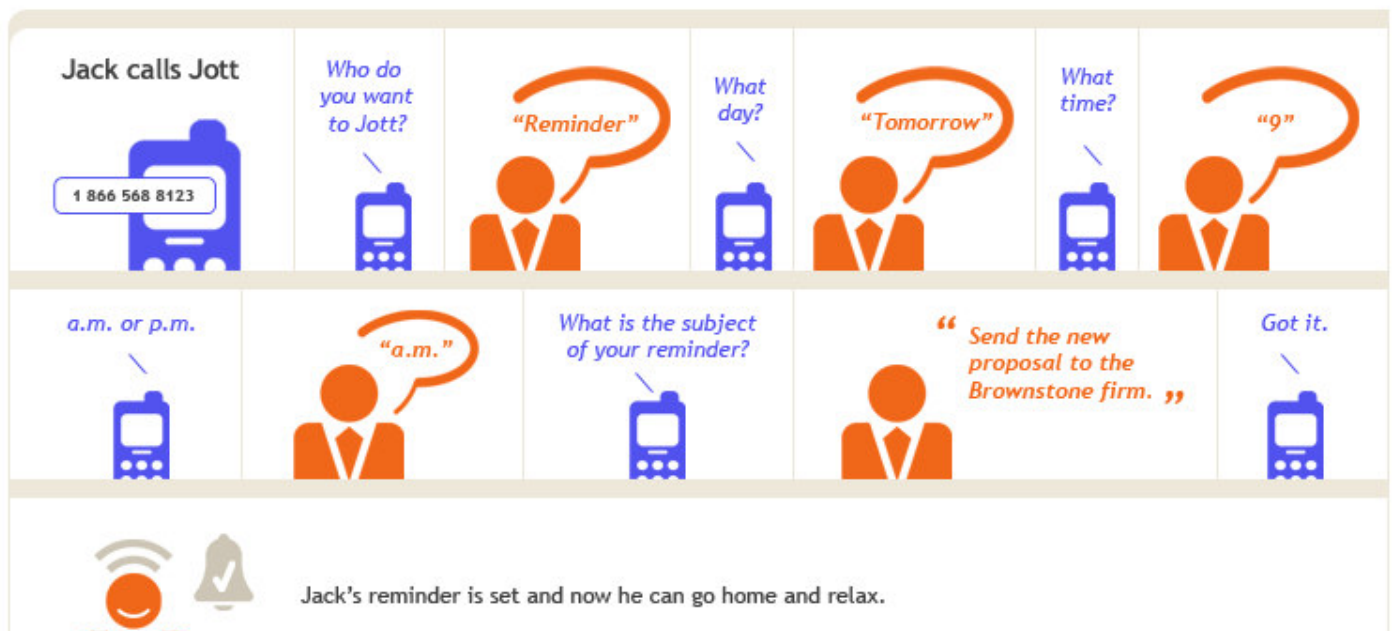 Jack calls Jott
1 866 568 8123
Who do
you want
to Jott?
“Reminder”
What
day?
“Tomorrow”
What
time?
“9”
a.m. or p.m.
“a.m.”
What is the subject
of your reminder?
“ Send the new
proposal to the
Brownstone firm. ”
Got it.
Jack’s reminder is set and now he can go home and relax.